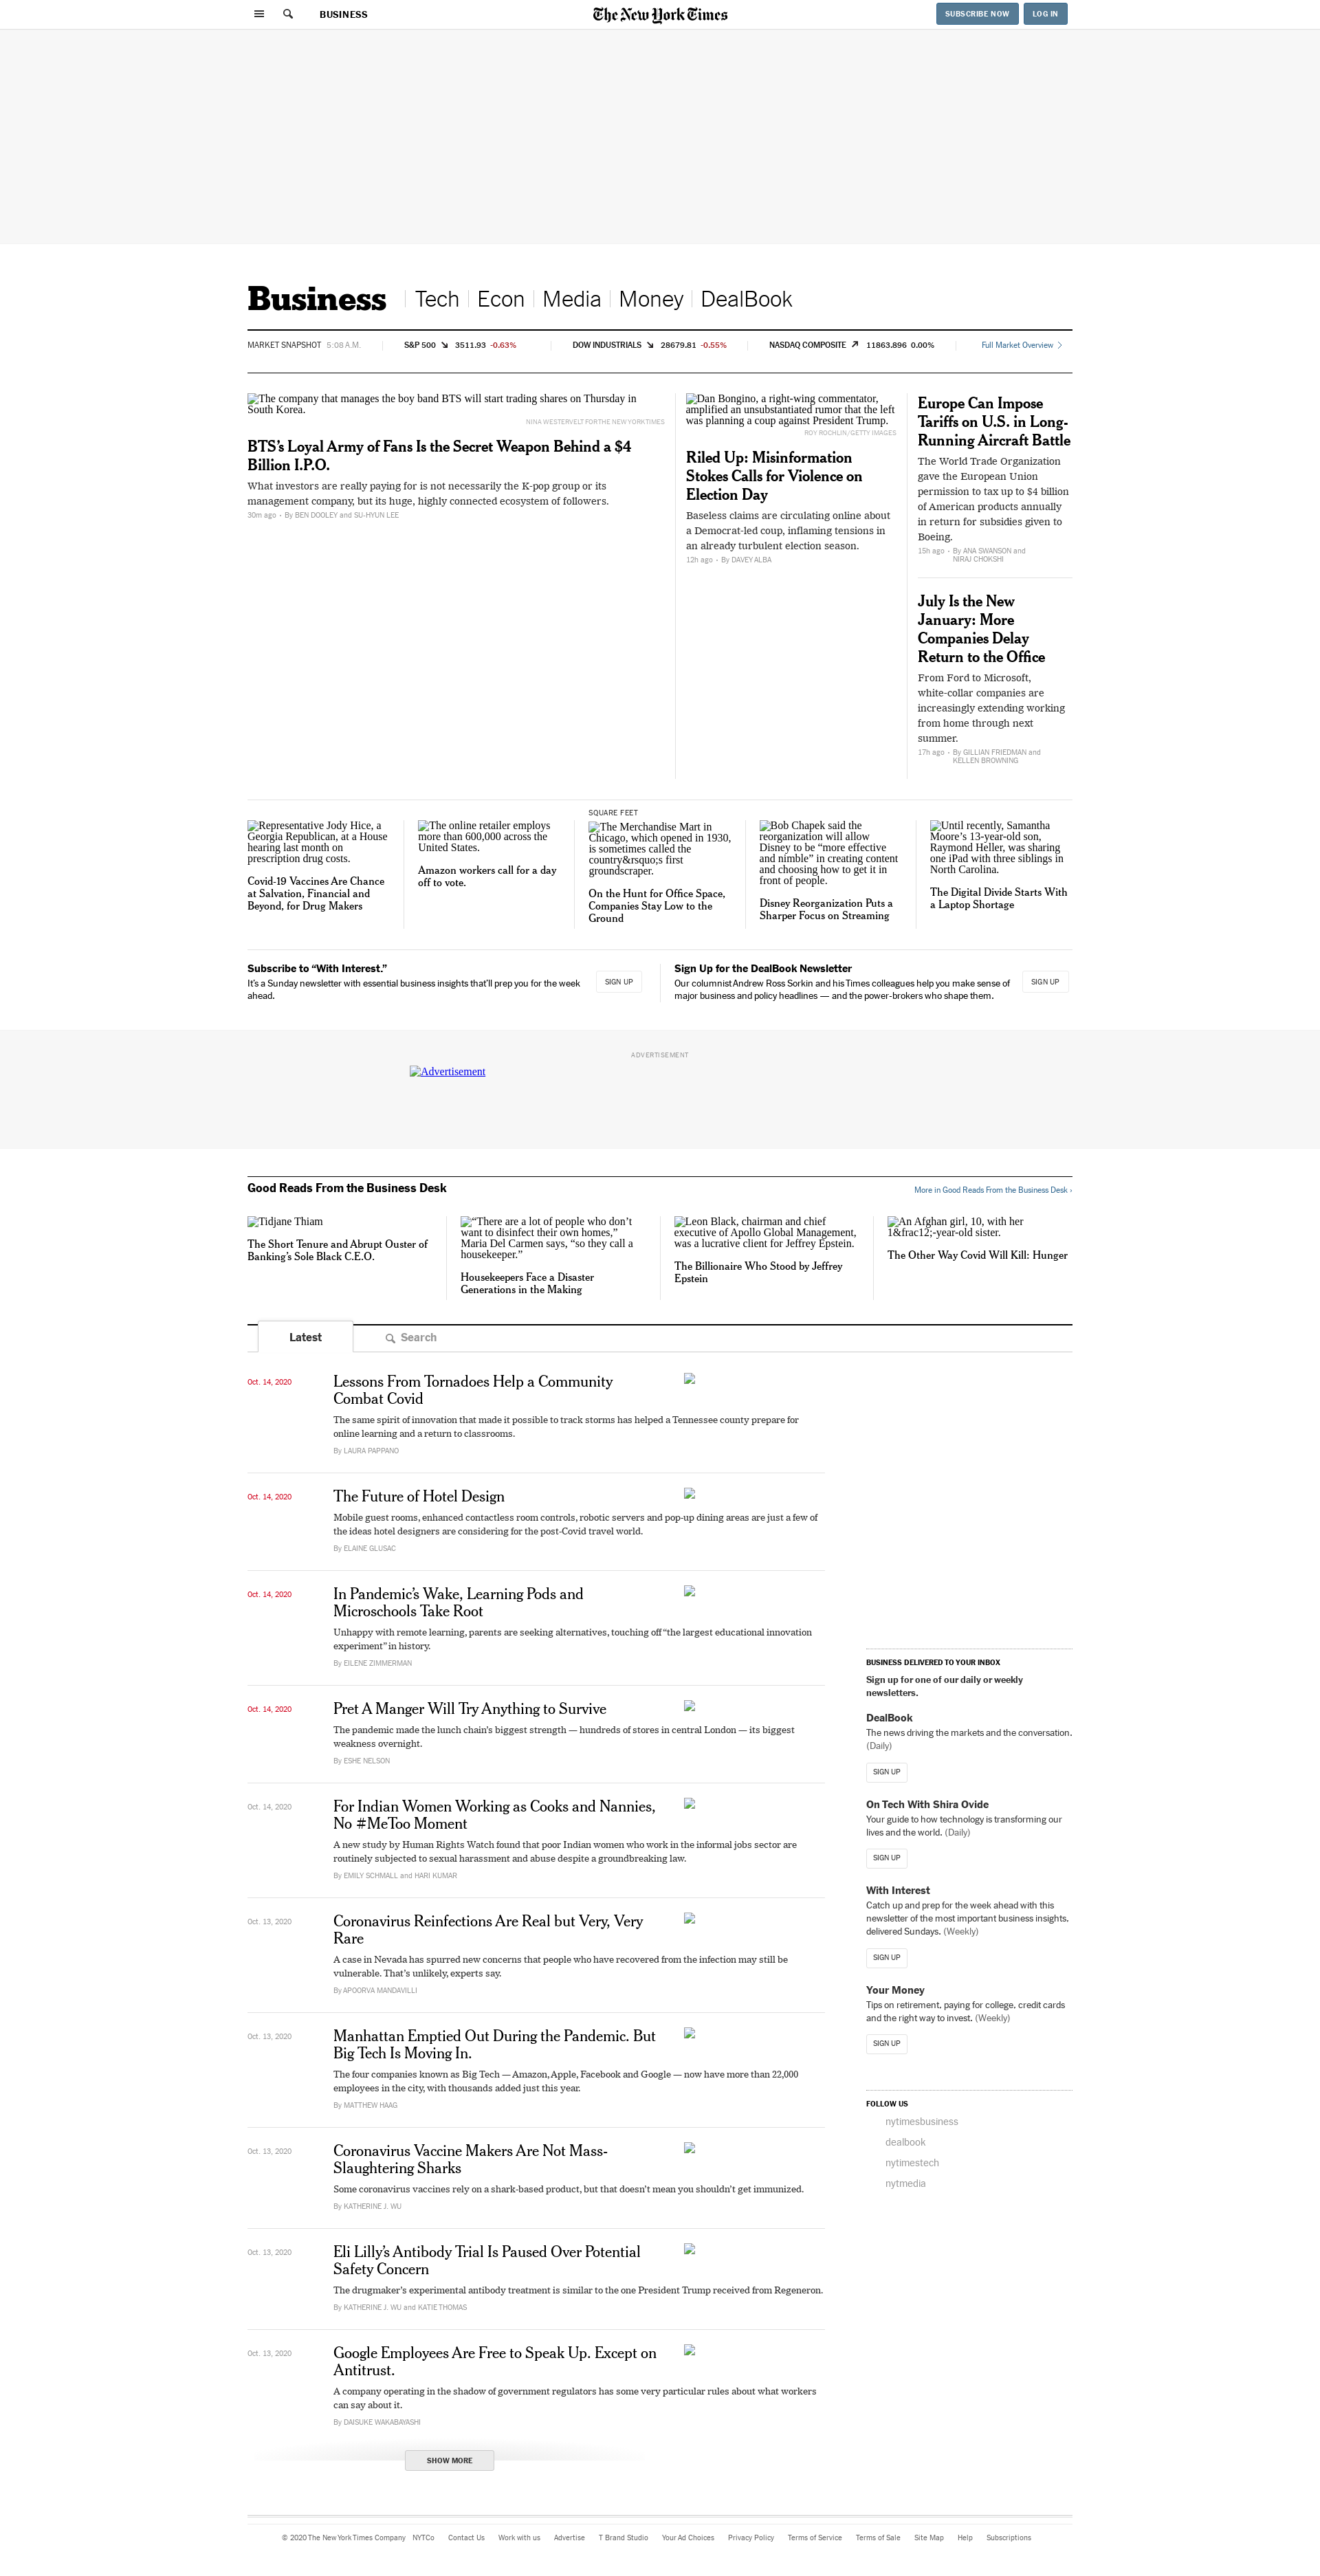 BUSINESS
The New York Times
SUBSCRIBE NOW
LOG IN
Business
Tech
Econ
Media
Money
DealBook
MARKET SNAPSHOT 5:08 A.M.
S&P 500 3511.93 -0.63%
DOW INDUSTRIALS 28679.81 -0.55%
NASDAQ COMPOSITE 11863.896 0.00%
Full Market Overview
The company that manages the boy band BTS will start trading shares on Thursday in
South Korea.
NINA WESTERVELT FOR THE NEW YORK TIMES
BTS’s Loyal Army of Fans Is the Secret Weapon Behind a $4
Billion I.P.O.
What investors are really paying for is not necessarily the K-pop group or its
management company, but its huge, highly connected ecosystem of followers.
30m ago • By BEN DOOLEY and SU-HYUN LEE
Dan Bongino, a right-wing commentator,
amplified an unsubstantiated rumor that the left
was planning a coup against President Trump.
ROY ROCHLIN/GETTY IMAGES
Riled Up: Misinformation
Stokes Calls for Violence on
Election Day
Baseless claims are circulating online about
a Democrat-led coup, inflaming tensions in
an already turbulent election season.
12h ago • By DAVEY ALBA
Europe Can Impose
Tariffs on U.S. in Long-
Running Aircraft Battle
The World Trade Organization
gave the European Union
permission to tax up to $4 billion
of American products annually
in return for subsidies given to
Boeing.
15h ago • By ANA SWANSON and
NIRAJ CHOKSHI
July Is the New
January: More
Companies Delay
Return to the Office
From Ford to Microsoft,
white-collar companies are
increasingly extending working
from home through next
summer.
17h ago • By GILLIAN FRIEDMAN and
KELLEN BROWNING
Representative Jody Hice, a
Georgia Republican, at a House
hearing last month on
prescription drug costs.
Covid-19 Vaccines Are Chance
at Salvation, Financial and
Beyond, for Drug Makers
The online retailer employs
more than 600,000 across the
United States.
Amazon workers call for a day
off to vote.
SQUARE FEET
The Merchandise Mart in
Chicago, which opened in 1930,
is sometimes called the
country&rsquo;s first
groundscraper.
On the Hunt for Office Space,
Companies Stay Low to the
Ground
Bob Chapek said the
reorganization will allow
Disney to be “more effective
and nimble” in creating content
and choosing how to get it in
front of people.
Disney Reorganization Puts a
Sharper Focus on Streaming
Until recently, Samantha
Moore’s 13-year-old son,
Raymond Heller, was sharing
one iPad with three siblings in
North Carolina.
The Digital Divide Starts With
a Laptop Shortage
Subscribe to “With Interest.”
It’s a Sunday newsletter with essential business insights that’ll prep you for the week
ahead.
SIGN UP
Sign Up for the DealBook Newsletter
Our columnist Andrew Ross Sorkin and his Times colleagues help you make sense of
major business and policy headlines — and the power-brokers who shape them.
SIGN UP
ADVERTISEMENT
Advertisement
Good Reads From the Business Desk
More in Good Reads From the Business Desk ›
Tidjane Thiam
The Short Tenure and Abrupt Ouster of
Banking’s Sole Black C.E.O.
“There are a lot of people who don’t
want to disinfect their own homes,”
Maria Del Carmen says, “so they call a
housekeeper.”
Housekeepers Face a Disaster
Generations in the Making
Leon Black, chairman and chief
executive of Apollo Global Management,
was a lucrative client for Jeffrey Epstein.
The Billionaire Who Stood by Jeffrey
Epstein
An Afghan girl, 10, with her
1&frac12;-year-old sister.
The Other Way Covid Will Kill: Hunger
Latest
Search
Oct. 14, 2020
Lessons From Tornadoes Help a Community
Combat Covid
The same spirit of innovation that made it possible to track storms has helped a Tennessee county prepare for
online learning and a return to classrooms.
By LAURA PAPPANO
Oct. 14, 2020
The Future of Hotel Design
Mobile guest rooms, enhanced contactless room controls, robotic servers and pop-up dining areas are just a few of
the ideas hotel designers are considering for the post-Covid travel world.
By ELAINE GLUSAC
Oct. 14, 2020
In Pandemic’s Wake, Learning Pods and
Microschools Take Root
Unhappy with remote learning, parents are seeking alternatives, touching off “the largest educational innovation
experiment” in history.
By EILENE ZIMMERMAN
Oct. 14, 2020
Pret A Manger Will Try Anything to Survive
The pandemic made the lunch chain’s biggest strength — hundreds of stores in central London — its biggest
weakness overnight.
By ESHE NELSON
Oct. 14, 2020
For Indian Women Working as Cooks and Nannies,
No #MeToo Moment
A new study by Human Rights Watch found that poor Indian women who work in the informal jobs sector are
routinely subjected to sexual harassment and abuse despite a groundbreaking law.
By EMILY SCHMALL and HARI KUMAR
Oct. 13, 2020
Coronavirus Reinfections Are Real but Very, Very
Rare
A case in Nevada has spurred new concerns that people who have recovered from the infection may still be
vulnerable. That’s unlikely, experts say.
By APOORVA MANDAVILLI
Oct. 13, 2020
Manhattan Emptied Out During the Pandemic. But
Big Tech Is Moving In.
The four companies known as Big Tech — Amazon, Apple, Facebook and Google — now have more than 22,000
employees in the city, with thousands added just this year.
By MATTHEW HAAG
Oct. 13, 2020
Coronavirus Vaccine Makers Are Not Mass-
Slaughtering Sharks
Some coronavirus vaccines rely on a shark-based product, but that doesn’t mean you shouldn’t get immunized.
By KATHERINE J. WU
Oct. 13, 2020
Eli Lilly’s Antibody Trial Is Paused Over Potential
Safety Concern
The drugmaker’s experimental antibody treatment is similar to the one President Trump received from Regeneron.
By KATHERINE J. WU and KATIE THOMAS
Oct. 13, 2020
Google Employees Are Free to Speak Up. Except on
Antitrust.
A company operating in the shadow of government regulators has some very particular rules about what workers
can say about it.
By DAISUKE WAKABAYASHI
SHOW MORE
BUSINESS DELIVERED TO YOUR INBOX
Sign up for one of our daily or weekly
newsletters.
DealBook
The news driving the markets and the conversation.
(Daily)
SIGN UP
On Tech With Shira Ovide
Your guide to how technology is transforming our
lives and the world. (Daily)
SIGN UP
With Interest
Catch up and prep for the week ahead with this
newsletter of the most important business insights,
delivered Sundays. (Weekly)
SIGN UP
Your Money
Tips on retirement, paying for college, credit cards
and the right way to invest. (Weekly)
SIGN UP
FOLLOW US
nytimesbusiness
dealbook
nytimestech
nytmedia
© 2020 The New York Times Company NYTCo Contact Us Work with us Advertise T Brand Studio Your Ad Choices Privacy Policy Terms of Service Terms of Sale Site Map Help Subscriptions